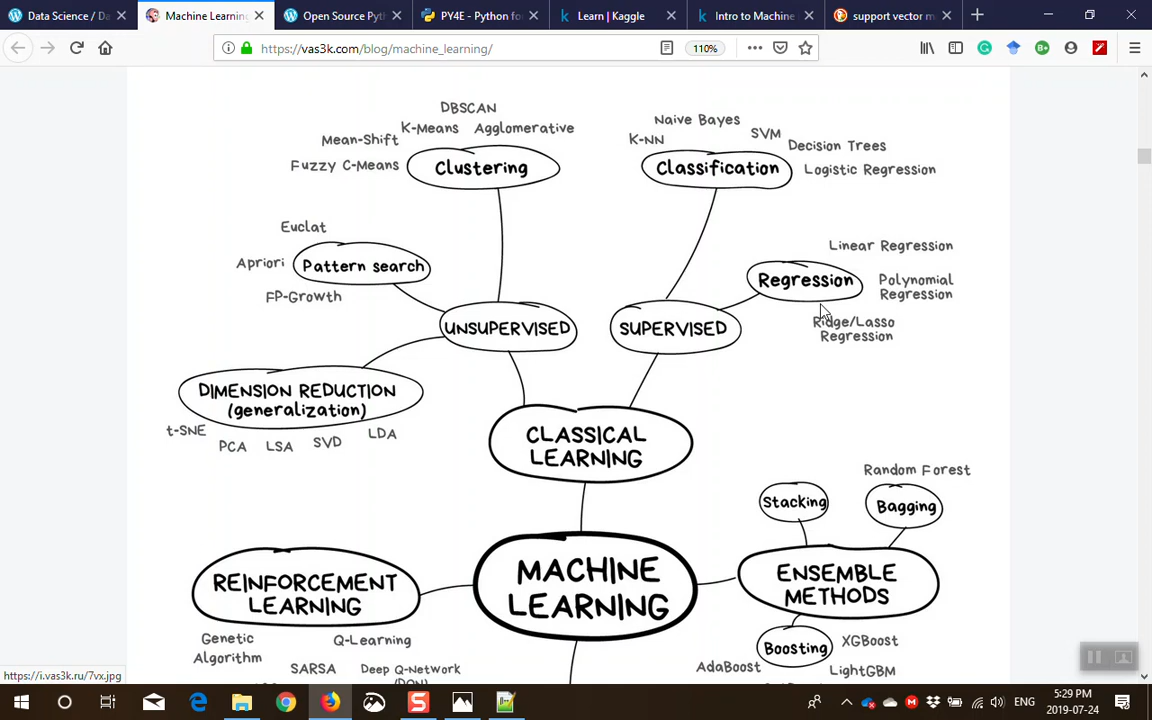 Data Science / Da
Machine Learning
Open Source Pyt
PY4E - Python fo
Learn | Kaggle
Intro to Machine
support vector m
https://vas3k.com/blog/machine_learning/
110%
DBSCAN
K-Means
Agglomerative
Mean-Shift
Fuzzy C-Means
Clustering
Naive Bayes
K-NN
SVM
Decision Trees
Classification
Logistic Regression
Euclat
Apriori
Pattern search
FP-Growth
Linear Regression
Regression
Polynomial
Regression
Ridge/Lasso
Regression
UNSUPERVISED
SUPERVISED
DIMENSION REDUCTION
(generalization)
t-SNE
PCA
LSA
SVD
LDA
CLASSICAL
LEARNING
Random Forest
Stacking
Bagging
MACHINE
LEARNING
REINFORCEMENT
LEARNING
ENSEMBLE
METHODS
Genetic
Algorithm
Q-Learning
SARSA
Deep Q-Network
Boosting
XGBoost
AdaBoost
LightGBM
https://i.vas3k.ru/7vx.jpg
ENG
5:29 PM
2019-07-24